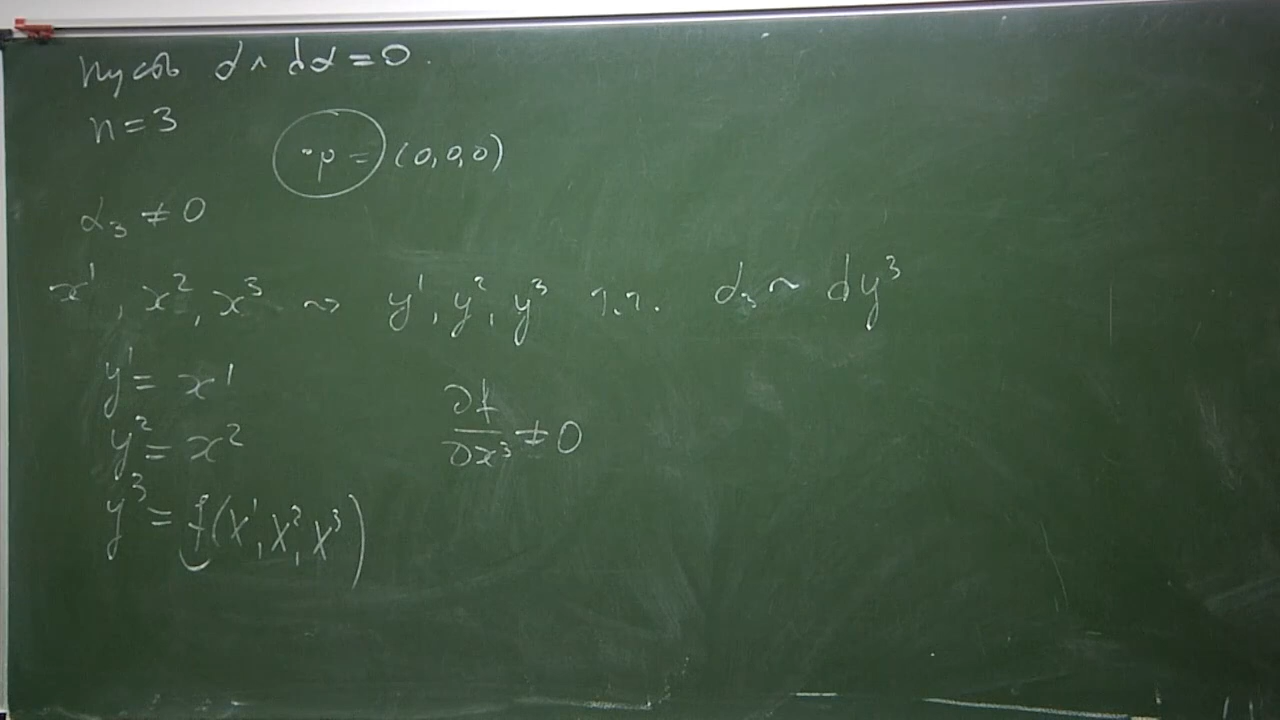 Пусть α ∧ dα = 0.
n = 3
p = (0,0,0)
α₃ ≠ 0
x¹, x², x³ ⇝ y¹, y², y³ т.ч. α₃ ~ dy³
y¹ = x¹
y² = x²
∂f/∂x³ ≠ 0
y³ = f(x¹, x², x³)